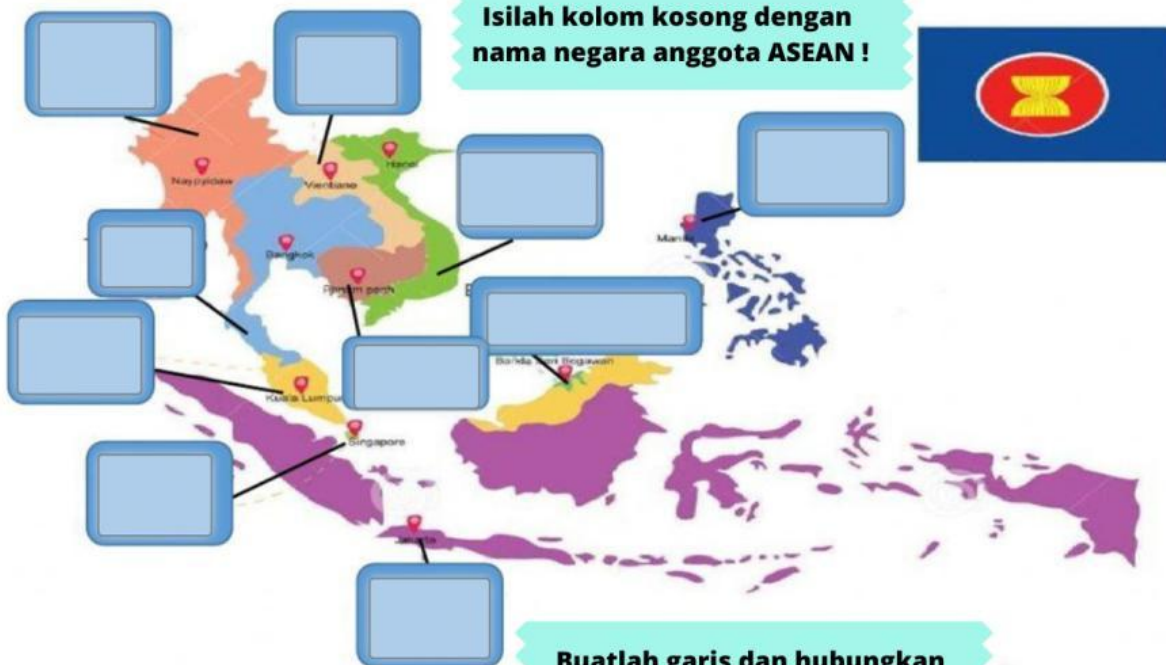 Isilah kolom kosong dengan
nama negara anggota ASEAN !
Hanoi
Naypyidaw
Vientiane
Manila
Bangkok
Phnom penh
Banda Seri Begawan
Kuala Lumpur
Singapore
Jakarta
Buatlah garis dan hubungkan